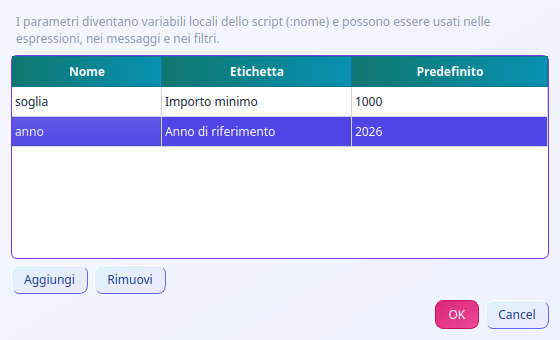 I parametri diventano variabili locali dello script (:nome) e possono essere usati nelle
espressioni, nei messaggi e nei filtri.
Nome Etichetta Predefinito
soglia Importo minimo 1000
anno Anno di riferimento 2026
Aggiungi Rimuovi
OK Cancel